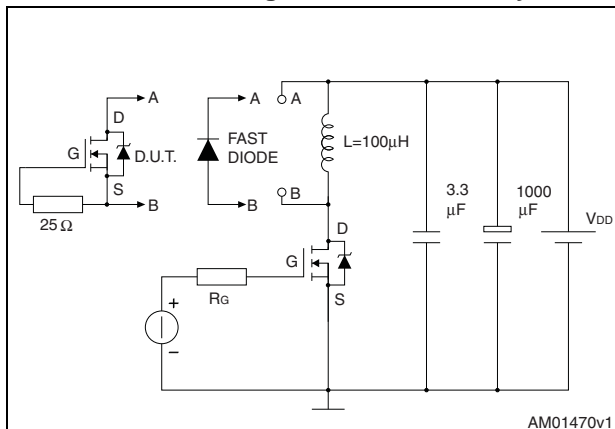 A
D
G
D.U.T.
S
B
25 Ω
A
FAST
DIODE
B
A
L=100μH
B
D
G
S
RG
+
−
3.3
μF
1000
μF
VDD
AM01470v1